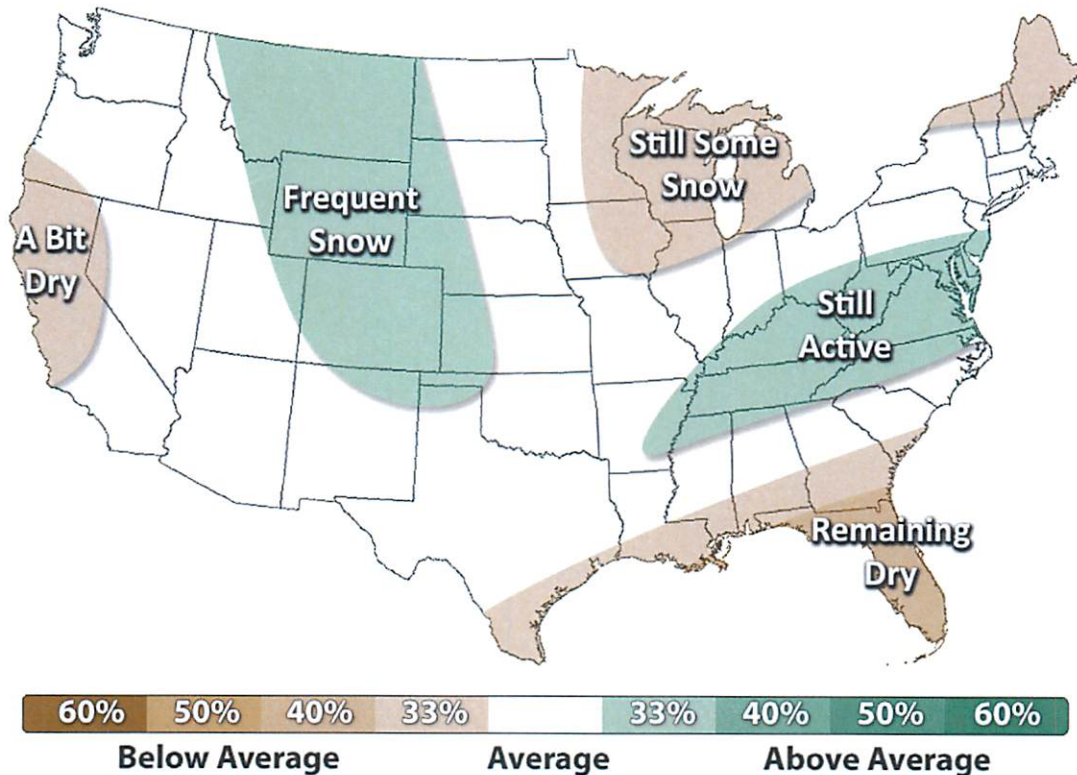 Still Some
Snow
Frequent
Snow
A Bit
Dry
Still
Active
Remaining
Dry
60% 50% 40% 33% 33% 40% 50% 60%
Below Average Average Above Average